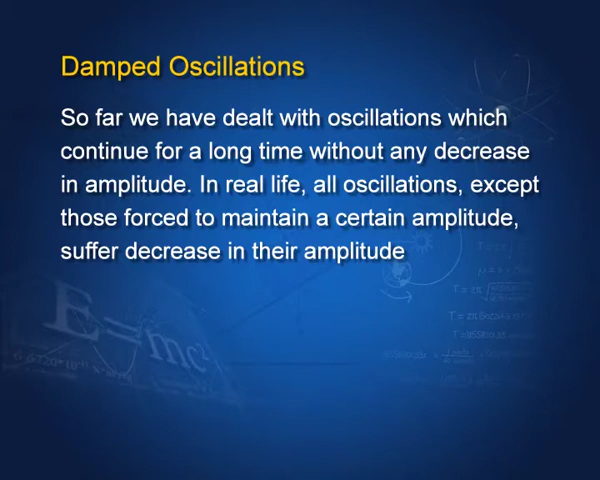 Damped Oscillations
So far we have dealt with oscillations which
continue for a long time without any decrease
in amplitude. In real life, all oscillations, except
those forced to maintain a certain amplitude,
suffer decrease in their amplitude
E=mc²